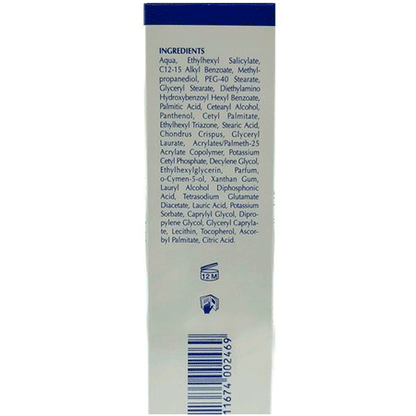 INGREDIENTS
Aqua, Ethylhexyl Salicylate,
C12-15 Alkyl Benzoate, Methyl-
propanediol, PEG-40 Stearate,
Glyceryl Stearate, Diethylamino
Hydroxybenzoyl Hexyl Benzoate,
Palmitic Acid, Cetearyl Alcohol,
Panthenol, Cetyl Palmitate,
Ethylhexyl Triazone, Stearic Acid,
Chondrus Crispus, Glyceryl
Laurate, Acrylates/Palmeth-25
Acrylate Copolymer, Potassium
Cetyl Phosphate, Decylene Glycol,
Ethylhexylglycerin, Parfum,
o-Cymen-5-ol, Xanthan Gum,
Lauryl Alcohol Diphosphonic
Acid, Tetrasodium Glutamate
Diacetate, Lauric Acid, Potassium
Sorbate, Caprylyl Glycol, Dipro-
pylene Glycol, Glyceryl Capryla-
te, Lecithin, Tocopherol, Ascor-
byl Palmitate, Citric Acid.
12 M
11674 002469